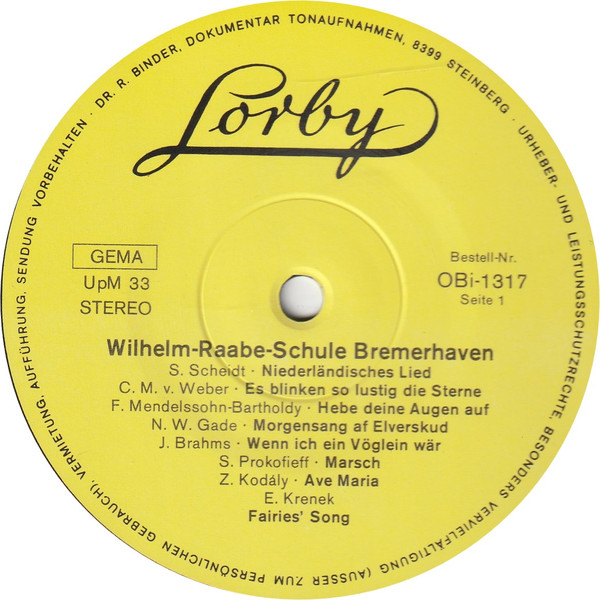 Lorby
DR. R. BINDER, DOKUMENTAR TONAUFNAHMEN, 8399 STEINBERG · URHEBER- UND LEISTUNGSSCHUTZRECHTE, BESONDERS VERVIELFÄLTIGUNG (AUSSER ZUM PERSÖNLICHEN GEBRAUCH), VERMIETUNG, AUFFÜHRUNG, SENDUNG VORBEHALTEN ·
GEMA
UpM 33
STEREO
Bestell-Nr.
OBi-1317
Seite 1
Wilhelm-Raabe-Schule Bremerhaven
S. Scheidt · Niederländisches Lied
C. M. v. Weber · Es blinken so lustig die Sterne
F. Mendelssohn-Bartholdy · Hebe deine Augen auf
N. W. Gade · Morgensang af Elverskud
J. Brahms · Wenn ich ein Vöglein wär
S. Prokofieff · Marsch
Z. Kodály · Ave Maria
E. Krenek
Fairies' Song